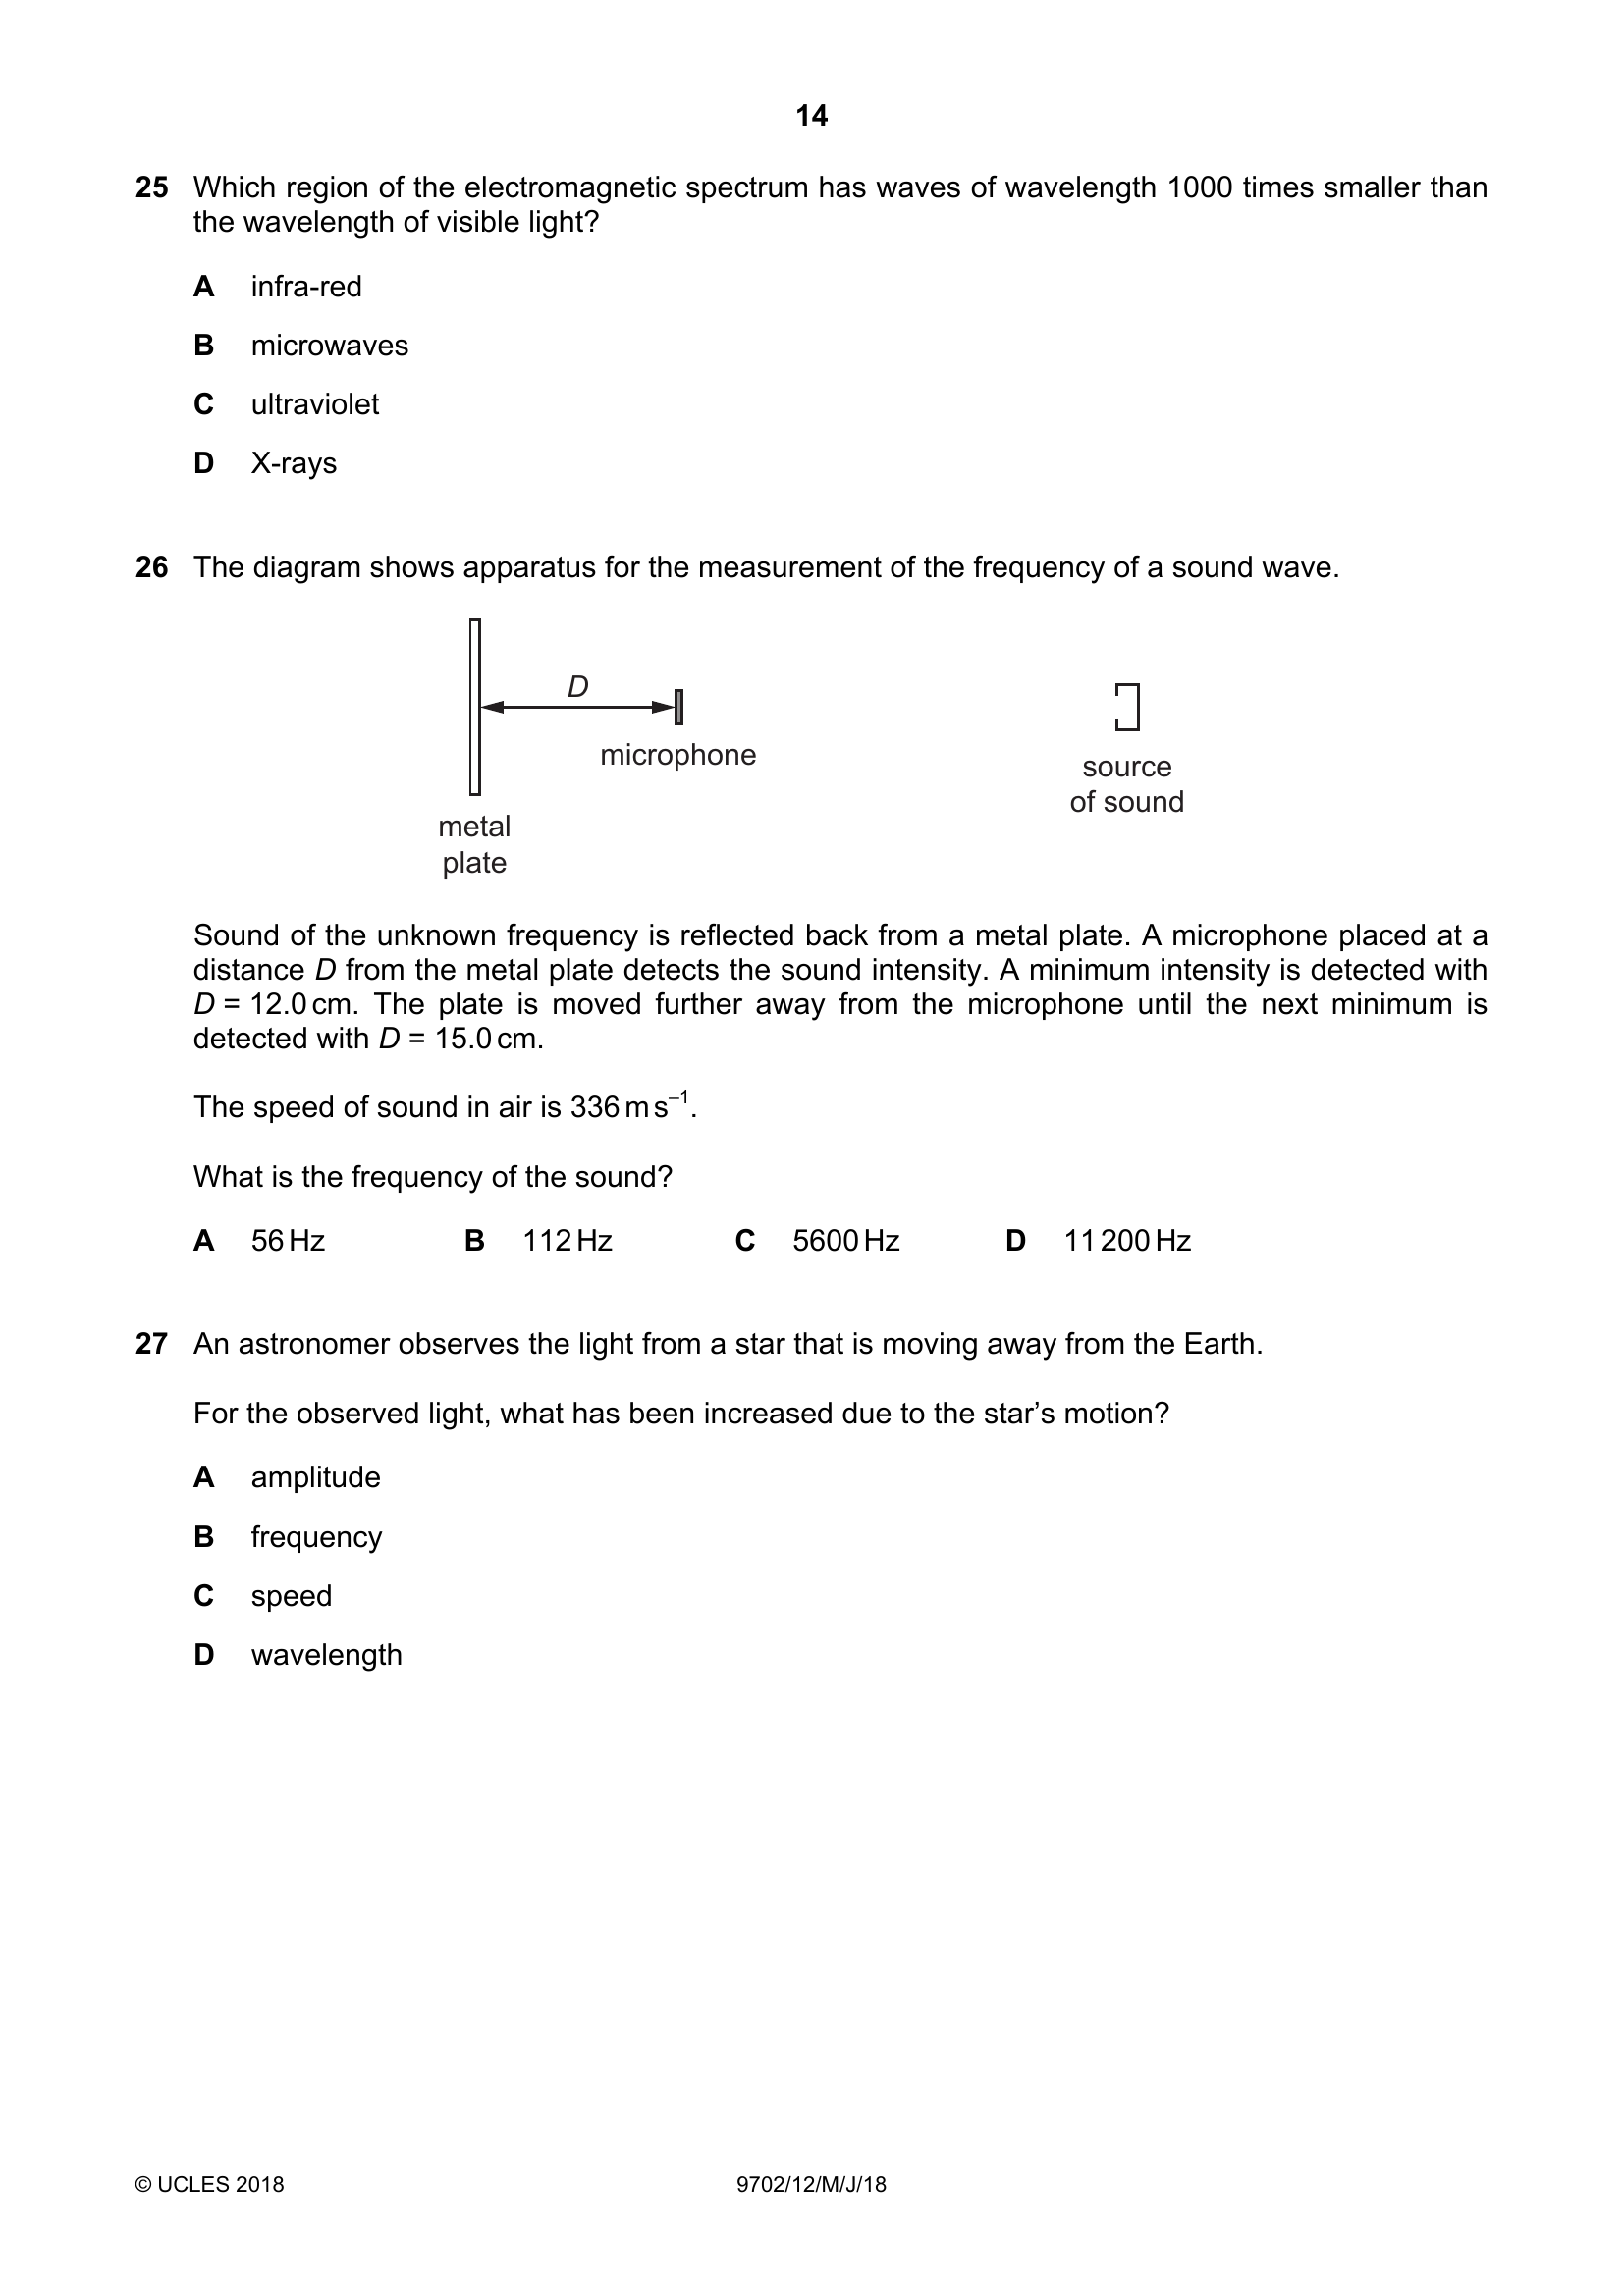 14
25 Which region of the electromagnetic spectrum has waves of wavelength 1000 times smaller than
the wavelength of visible light?
A infra-red
B microwaves
C ultraviolet
D X-rays
26 The diagram shows apparatus for the measurement of the frequency of a sound wave.
D
microphone
metal
plate
source
of sound
Sound of the unknown frequency is reflected back from a metal plate. A microphone placed at a
distance D from the metal plate detects the sound intensity. A minimum intensity is detected with
D = 12.0 cm. The plate is moved further away from the microphone until the next minimum is
detected with D = 15.0 cm.
The speed of sound in air is 336 m s⁻¹.
What is the frequency of the sound?
A 56 Hz B 112 Hz C 5600 Hz D 11 200 Hz
27 An astronomer observes the light from a star that is moving away from the Earth.
For the observed light, what has been increased due to the star’s motion?
A amplitude
B frequency
C speed
D wavelength
© UCLES 2018 9702/12/M/J/18